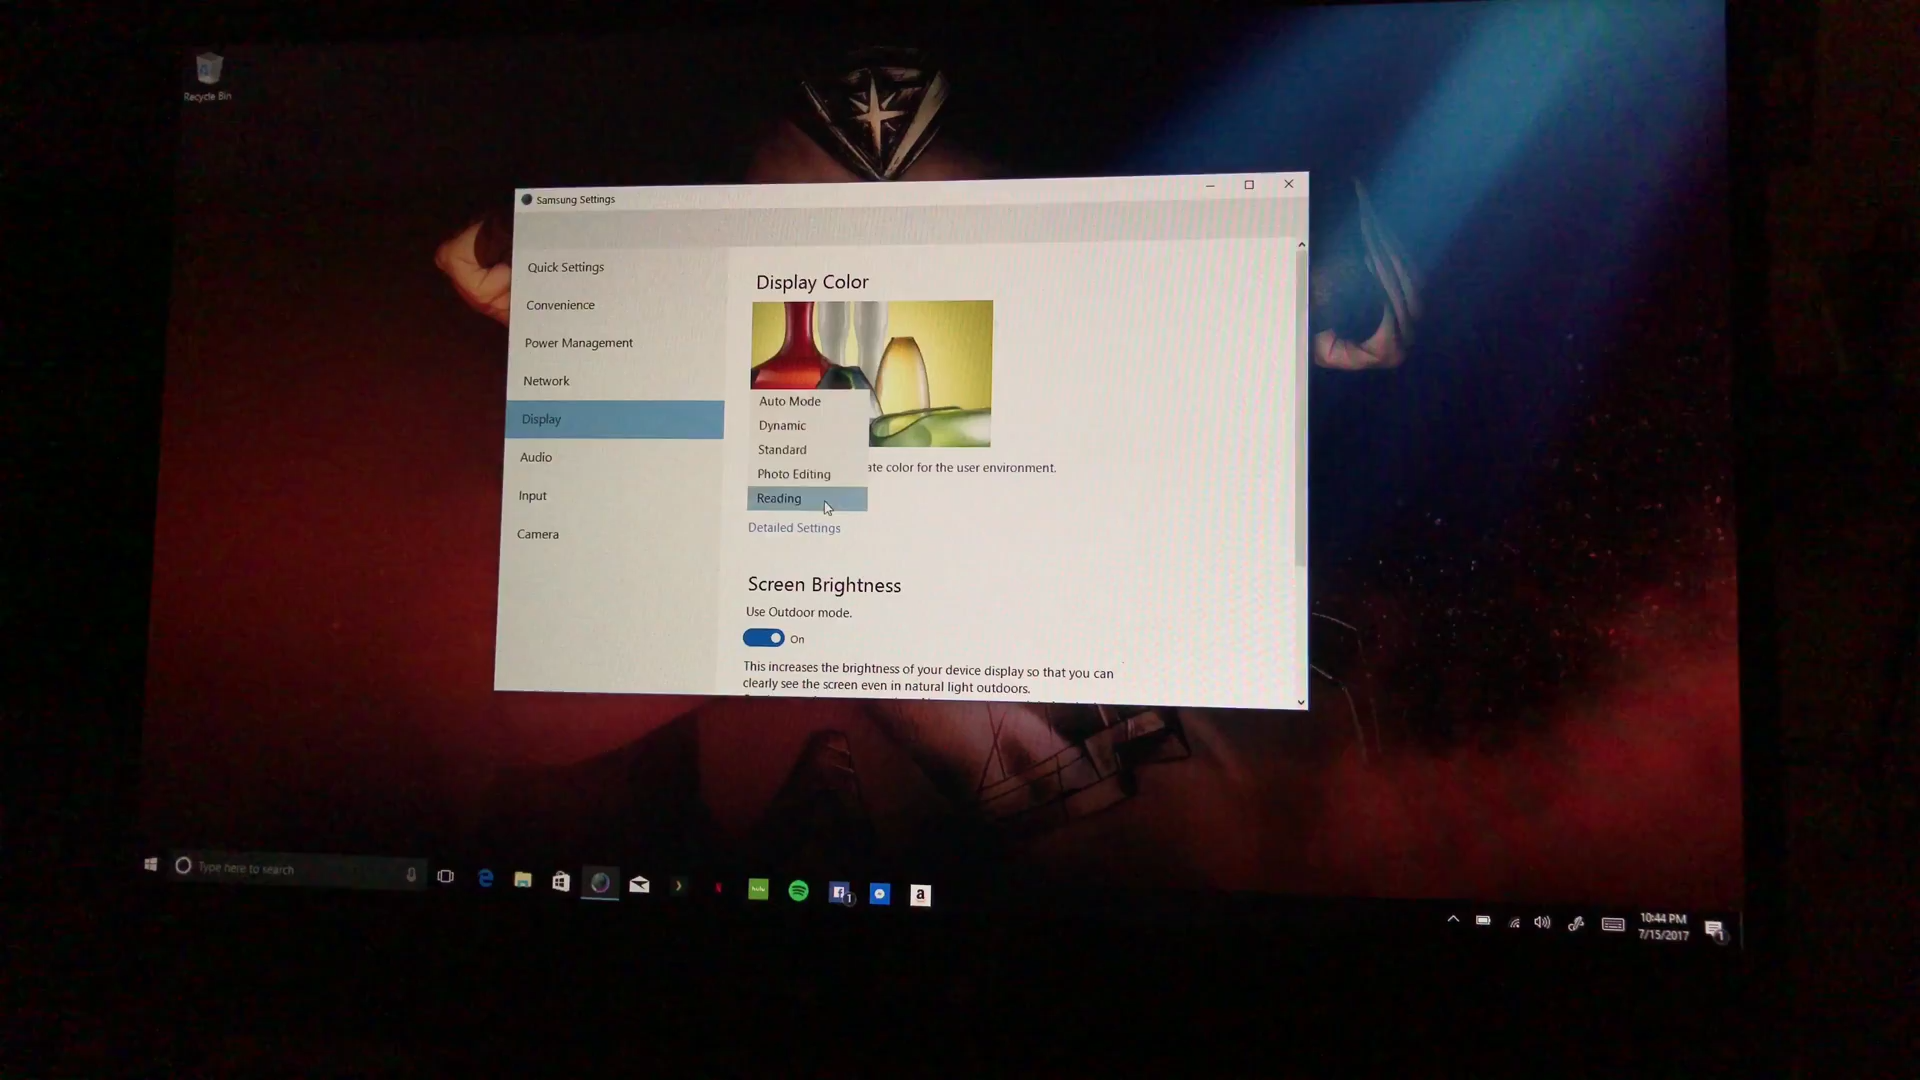 Recycle Bin
Samsung Settings
Quick Settings
Convenience
Power Management
Network
Display
Audio
Input
Camera
Display Color
Auto Mode
Dynamic
Standard
Photo Editing
Reading
ate color for the user environment.
Detailed Settings
Screen Brightness
Use Outdoor mode.
On
This increases the brightness of your device display so that you can
clearly see the screen even in natural light outdoors.
Type here to search
hulu
1
a
10:44 PM
7/15/2017
1